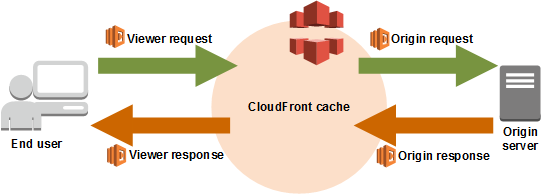 Viewer request
Origin request
CloudFront cache
End user
Origin
server
Viewer response
Origin response